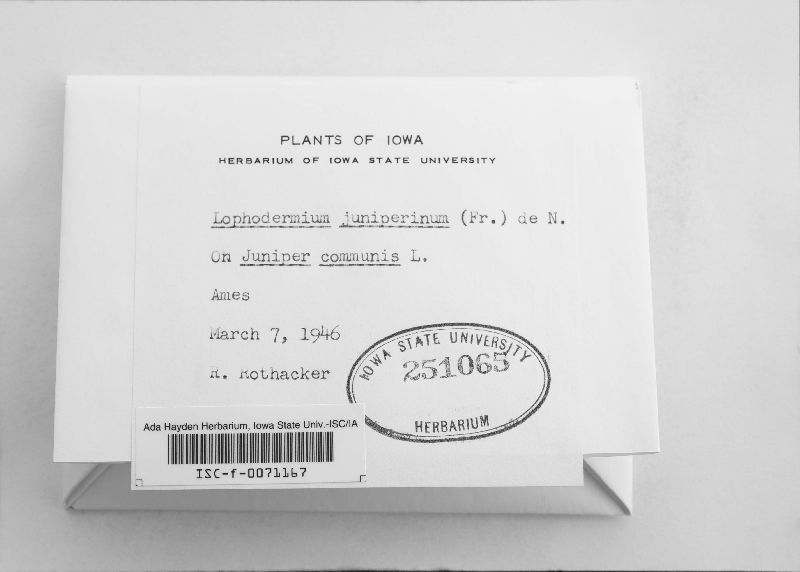 PLANTS OF IOWA
HERBARIUM OF IOWA STATE UNIVERSITY
Lophodermium juniperinum (Fr.) de N.
On Juniper communis L.
Ames
March 7, 1946
R. Rothacker
IOWA STATE UNIVERSITY
251065
HERBARIUM
Ada Hayden Herbarium, Iowa State Univ.-ISC/IA
ISC-f-0071167